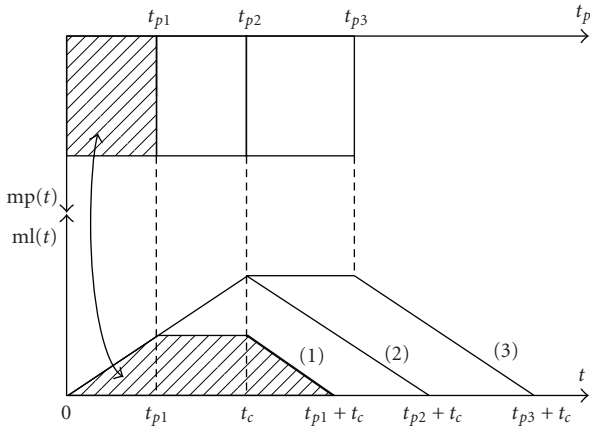 t_{p1} t_{p2} t_{p3} t_p
mp(t)
ml(t)
(1) (2) (3)
t
0 t_{p1} t_c t_{p1} + t_c t_{p2} + t_c t_{p3} + t_c